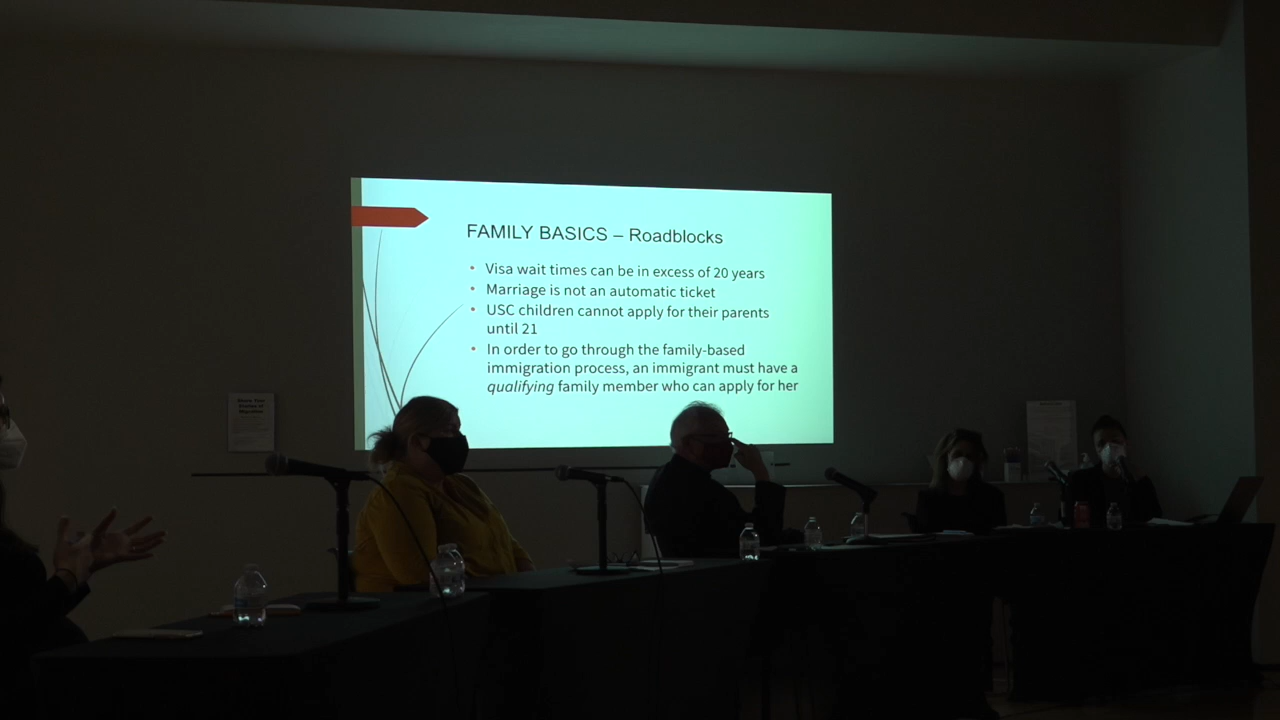 FAMILY BASICS – Roadblocks
• Visa wait times can be in excess of 20 years
• Marriage is not an automatic ticket
• USC children cannot apply for their parents
until 21
• In order to go through the family-based
immigration process, an immigrant must have a
qualifying family member who can apply for her